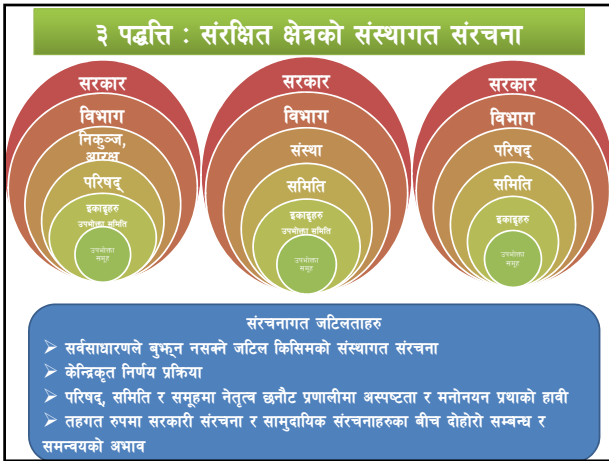 ३ पद्धत्ति : संरक्षित क्षेत्रको संस्थागत संरचना
सरकार
विभाग
निकुञ्ज,
आरक्ष
परिषद्
इकाइहरु
उपभोक्ता समिति
उपभोक्ता
समूह
सरकार
विभाग
संस्था
समिति
इकाइहरु
उपभोक्ता समिति
उपभोक्ता
समूह
सरकार
विभाग
परिषद्
समिति
इकाइहरु
उपभोक्ता
समूह
संरचनागत जटिलताहरु
➢ सर्वसाधारणले बुझ्न नसक्ने जटिल किसिमको संस्थागत संरचना
➢ केन्द्रिकृत निर्णय प्रक्रिया
➢ परिषद्, समिति र समूहमा नेतृत्व छनौट प्रणालीमा अस्पष्टता र मनोनयन प्रथाको हावी
➢ तहगत रुपमा सरकारी संरचना र सामुदायिक संरचनाहरुका बीच दोहोरो सम्बन्ध र
समन्वयको अभाव